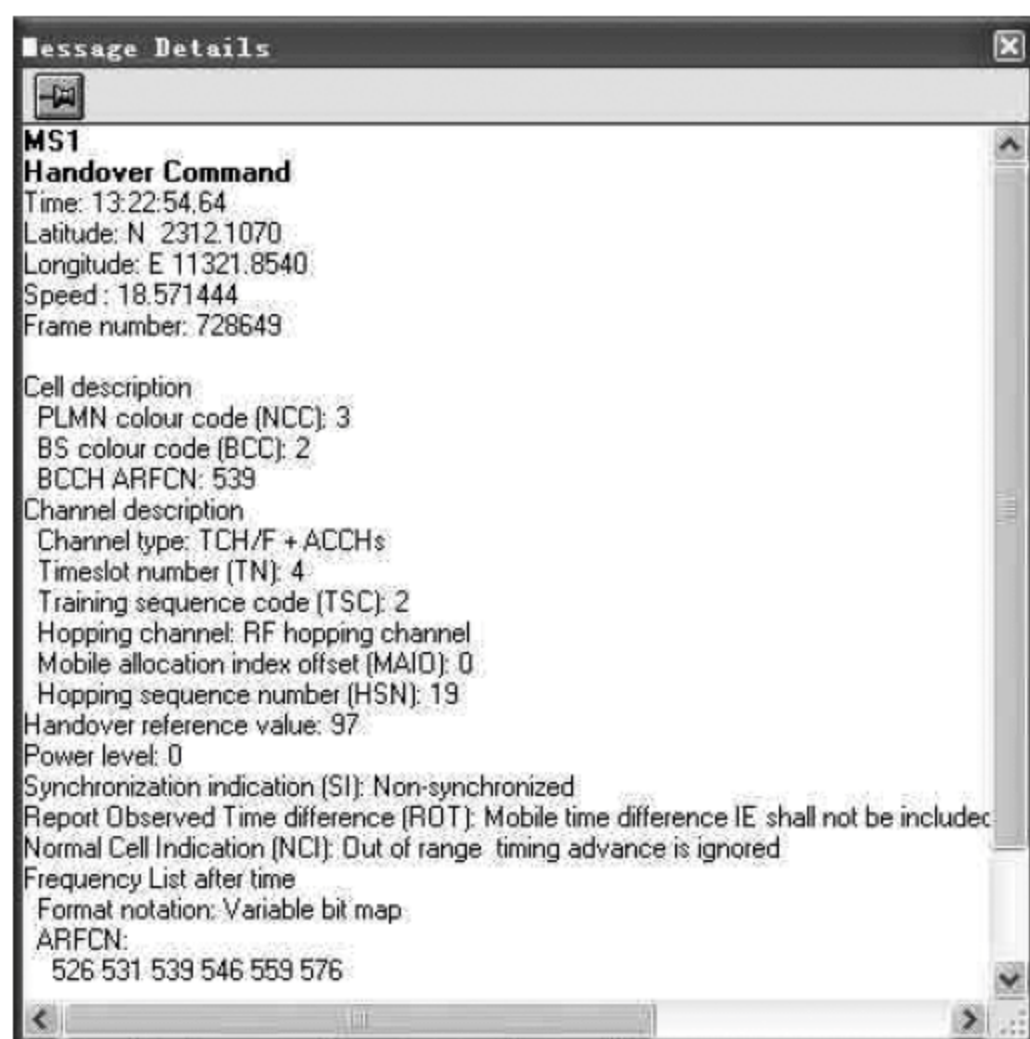 Message Details
MS1
Handover Command
Time: 13:22:54,64
Latitude: N  2312.1070
Longitude: E 11321.8540
Speed : 18.571444
Frame number: 728649
Cell description
PLMN colour code (NCC): 3
BS colour code (BCC): 2
BCCH ARFCN: 539
Channel description
Channel type: TCH/F + ACCHs
Timeslot number (TN): 4
Training sequence code (TSC): 2
Hopping channel: RF hopping channel
Mobile allocation index offset (MAIO): 0
Hopping sequence number (HSN): 19
Handover reference value: 97
Power level: 0
Synchronization indication (SI): Non-synchronized
Report Observed Time difference (ROT): Mobile time difference IE shall not be included
Normal Cell Indication (NCI): Out of range  timing advance is ignored
Frequency List after time
Format notation: Variable bit map
ARFCN:
526 531 539 546 559 576